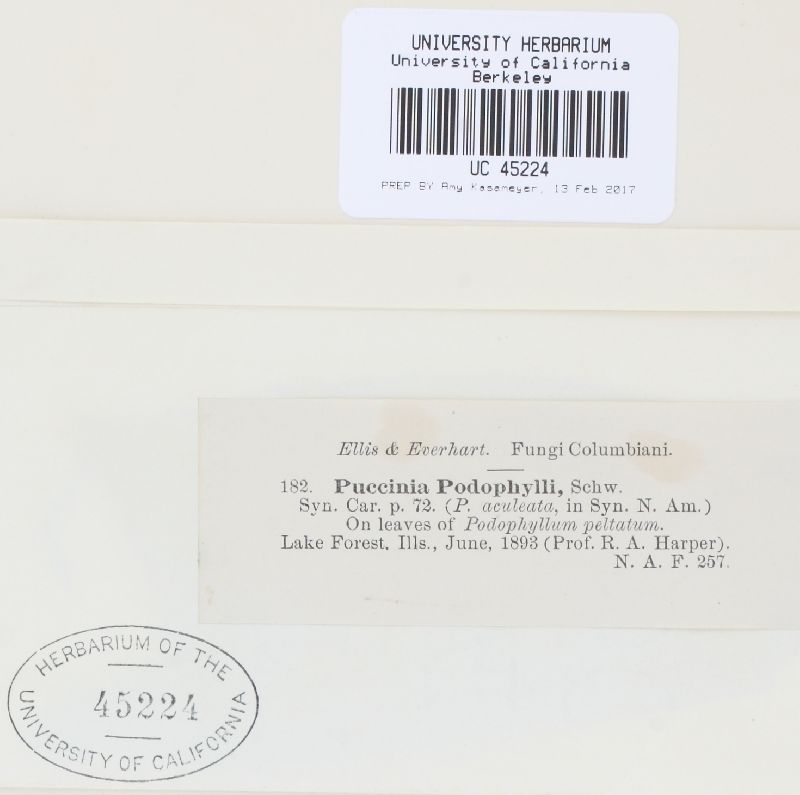 UNIVERSITY HERBARIUM
University of California
Berkeley
UC 45224
PREP BY Amy Kasameyer, 13 Feb 2017
Ellis & Everhart. Fungi Columbiani.
182. Puccinia Podophylli, Schw.
Syn. Car. p. 72. (P. aculeata, in Syn. N. Am.)
On leaves of Podophyllum peltatum.
Lake Forest, Ills., June, 1893 (Prof. R. A. Harper).
N. A. F. 257.
HERBARIUM OF THE
45224
UNIVERSITY OF CALIFORNIA